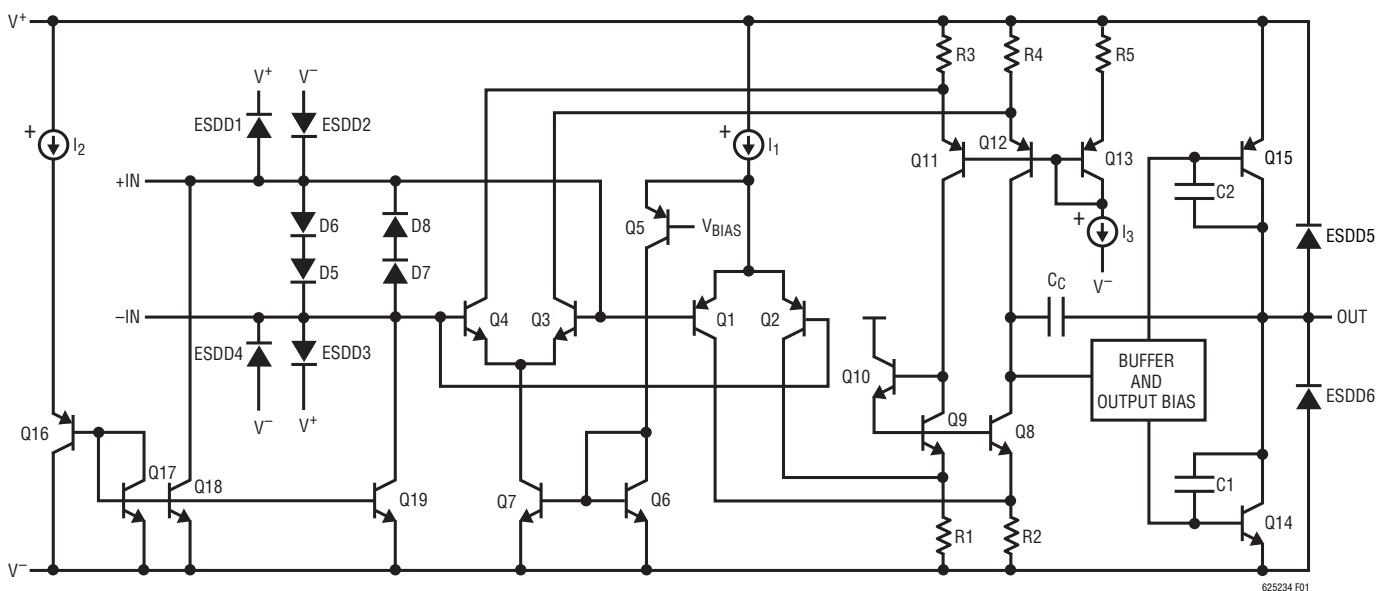 V+
R3
R4
R5
V+
V–
ESDD1
ESDD2
+
I2
+
I1
Q11
Q12
Q13
Q15
+IN
C2
D6
D8
Q5
VBIAS
+
I3
ESDD5
D5
D7
V–
CC
–IN
Q4
Q3
Q1
Q2
OUT
ESDD4
ESDD3
BUFFER
AND
OUTPUT BIAS
Q10
ESDD6
V–
V+
Q16
Q9
Q8
Q17
Q18
Q19
Q7
Q6
C1
Q14
R1
R2
V–
625234 F01